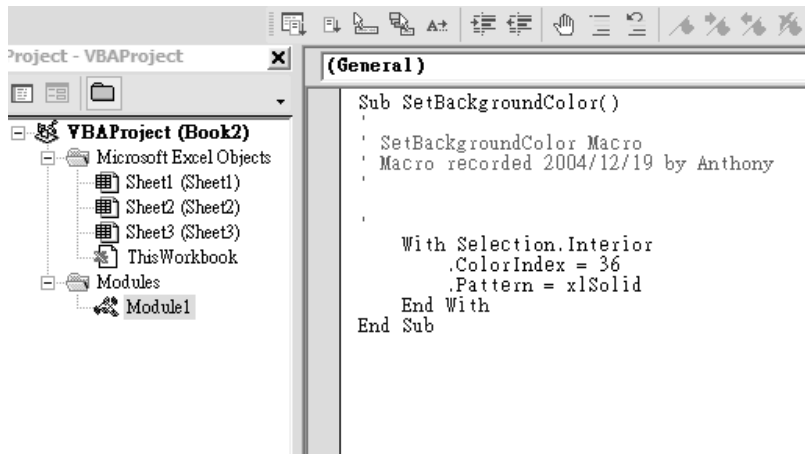 Project - VBAProject
VBAProject (Book2)
Microsoft Excel Objects
Sheet1 (Sheet1)
Sheet2 (Sheet2)
Sheet3 (Sheet3)
ThisWorkbook
Modules
Module1
(General)
Sub SetBackgroundColor()
'
' SetBackgroundColor Macro
' Macro recorded 2004/12/19 by Anthony
'

'
    With Selection.Interior
        .ColorIndex = 36
        .Pattern = xlSolid
    End With
End Sub